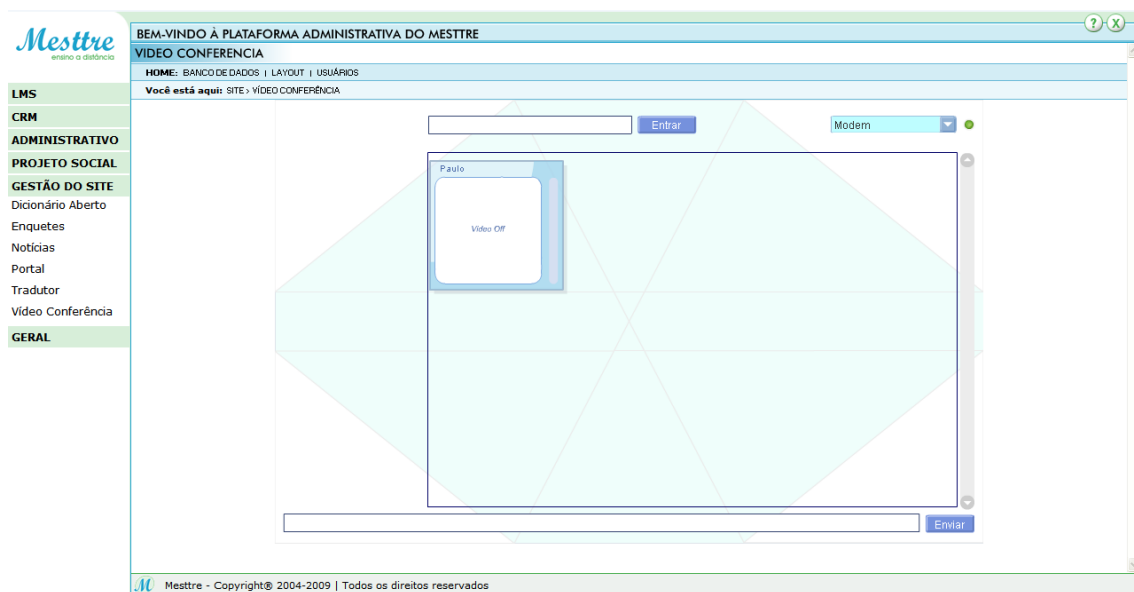 Mesttre
ensino a distância
? X
BEM-VINDO À PLATAFORMA ADMINISTRATIVA DO MESTTRE
VIDEO CONFERENCIA
HOME: BANCO DE DADOS | LAYOUT | USUÁRIOS
Você está aqui: SITE › VÍDEO CONFERÊNCIA
LMS
CRM
ADMINISTRATIVO
PROJETO SOCIAL
GESTÃO DO SITE
Dicionário Aberto
Enquetes
Notícias
Portal
Tradutor
Vídeo Conferência
GERAL
Entrar
Modem
Paulo
Vídeo Off
Enviar
M Mesttre - Copyright® 2004-2009 | Todos os direitos reservados